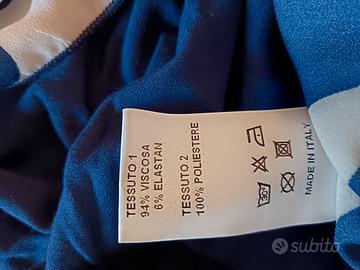 TESSUTO 1
94% VISCOSA
6% ELASTAN
TESSUTO 2
100% POLIESTERE
MADE IN ITALY
subito